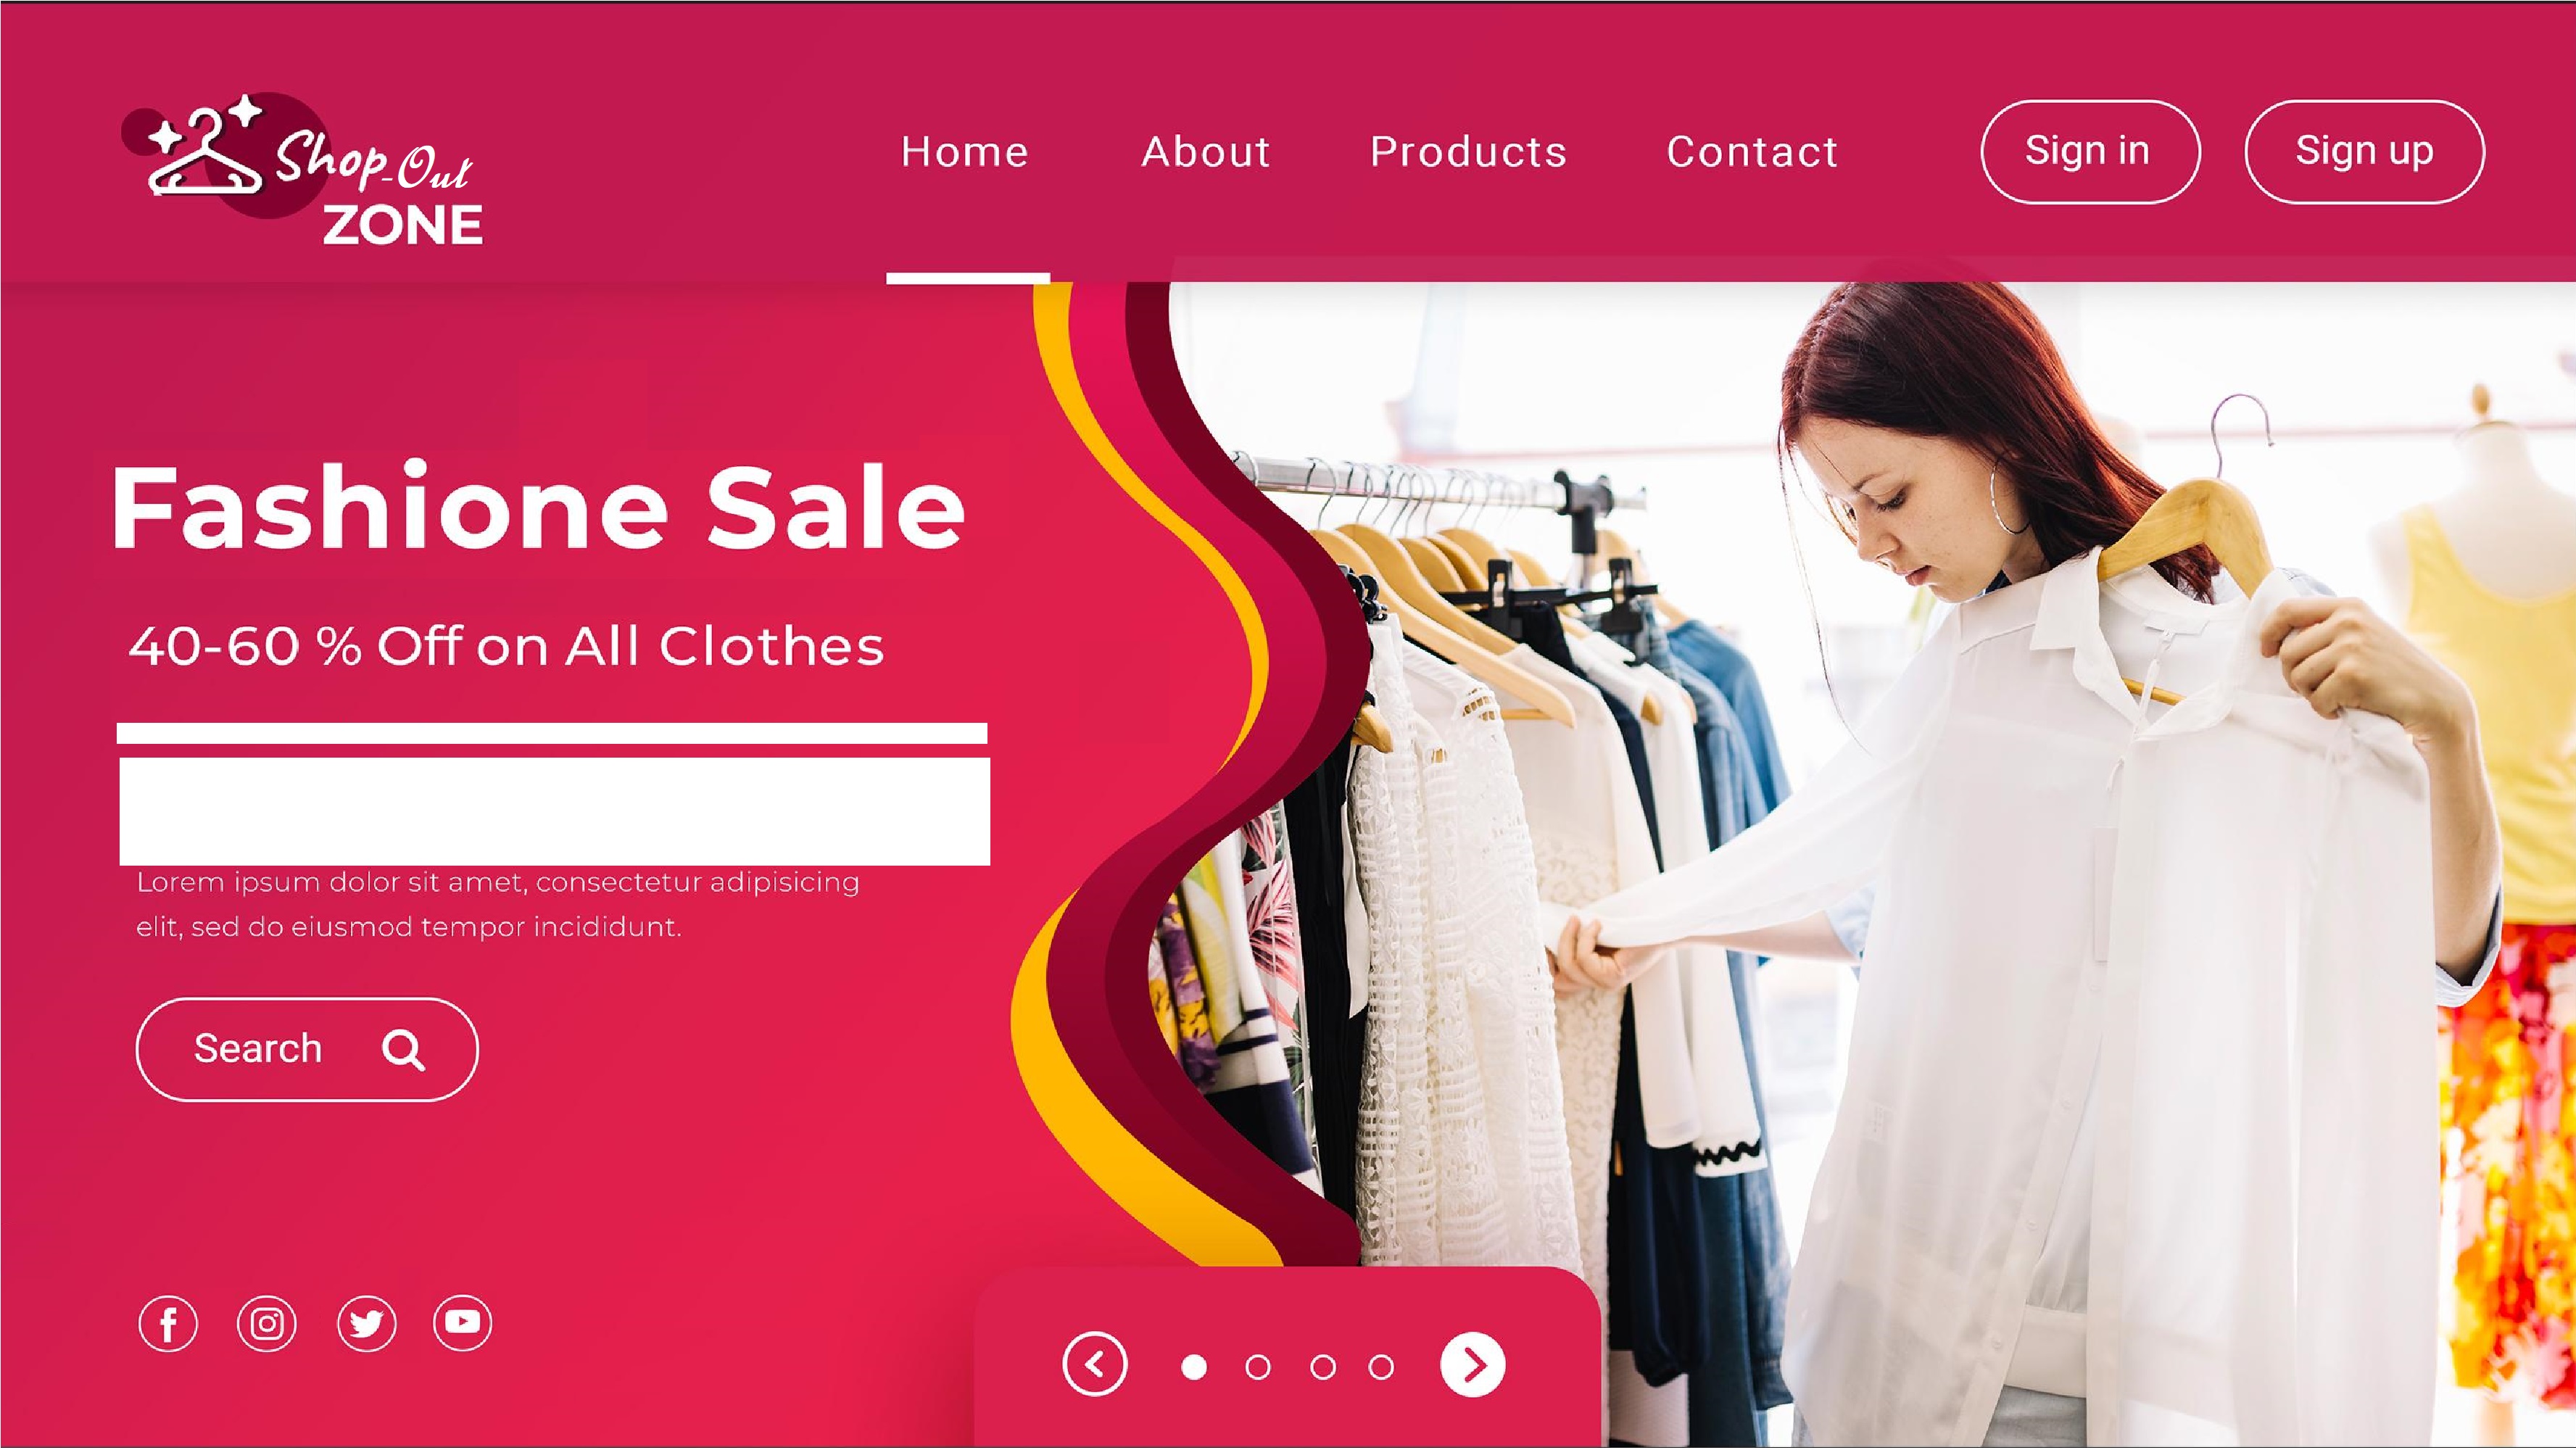 Shop-Out
ZONE
Home
About
Products
Contact
Sign in
Sign up
Fashione Sale
40-60 % Off on All Clothes
Lorem ipsum dolor sit amet, consectetur adipisicing
elit, sed do eiusmod tempor incididunt.
Search